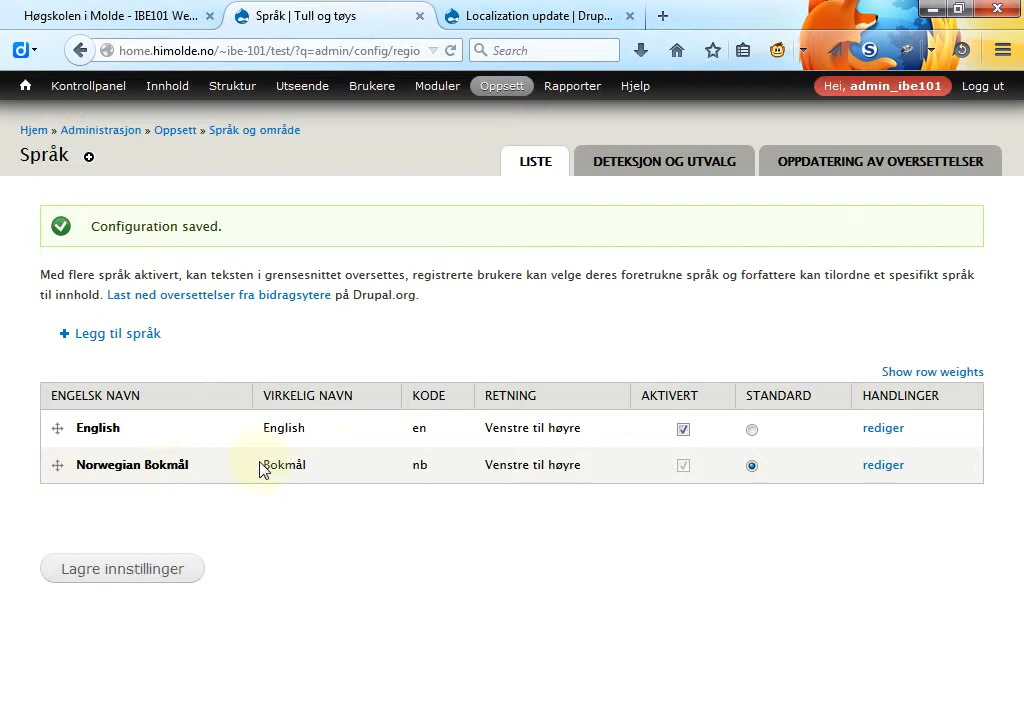 Høgskolen i Molde - IBE101 We...
Språk | Tull og tøys
Localization update | Drup...
home.himolde.no/~ibe-101/test/?q=admin/config/regio
Search
Kontrollpanel Innhold Struktur Utseende Brukere Moduler Oppsett Rapporter Hjelp Hei, admin_ibe101 Logg ut
Hjem » Administrasjon » Oppsett » Språk og område
Språk
LISTE DETEKSJON OG UTVALG OPPDATERING AV OVERSETTELSER
Configuration saved.
Med flere språk aktivert, kan teksten i grensesnittet oversettes, registrerte brukere kan velge deres foretrukne språk og forfattere kan tilordne et spesifikt språk
til innhold. Last ned oversettelser fra bidragsytere på Drupal.org.
Legg til språk
Show row weights
ENGELSK NAVN VIRKELIG NAVN KODE RETNING AKTIVERT STANDARD HANDLINGER
English English en Venstre til høyre rediger
Norwegian Bokmål Bokmål nb Venstre til høyre rediger
Lagre innstillinger